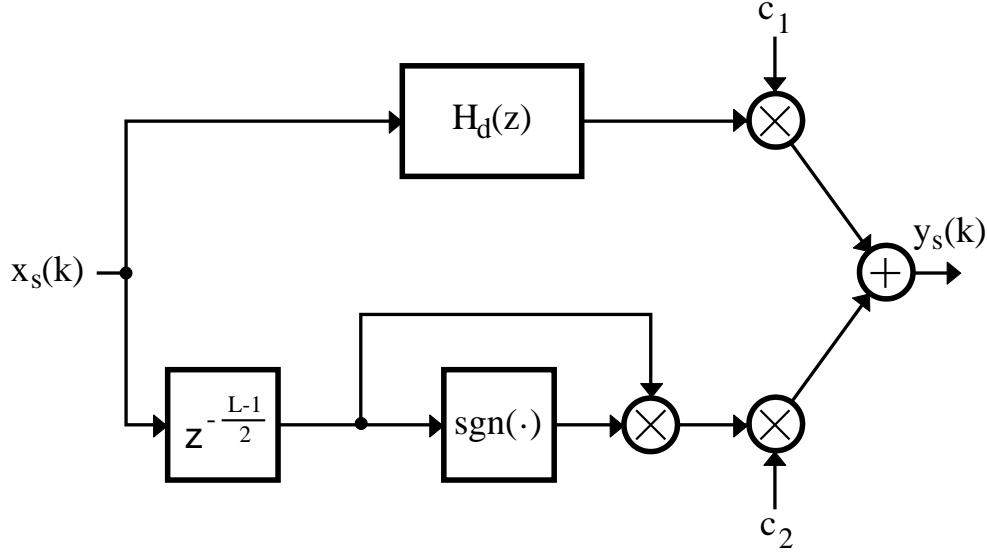 c1
Hd(z)
xs(k)
ys(k)
z^-(L-1)/2
sgn(·)
c2